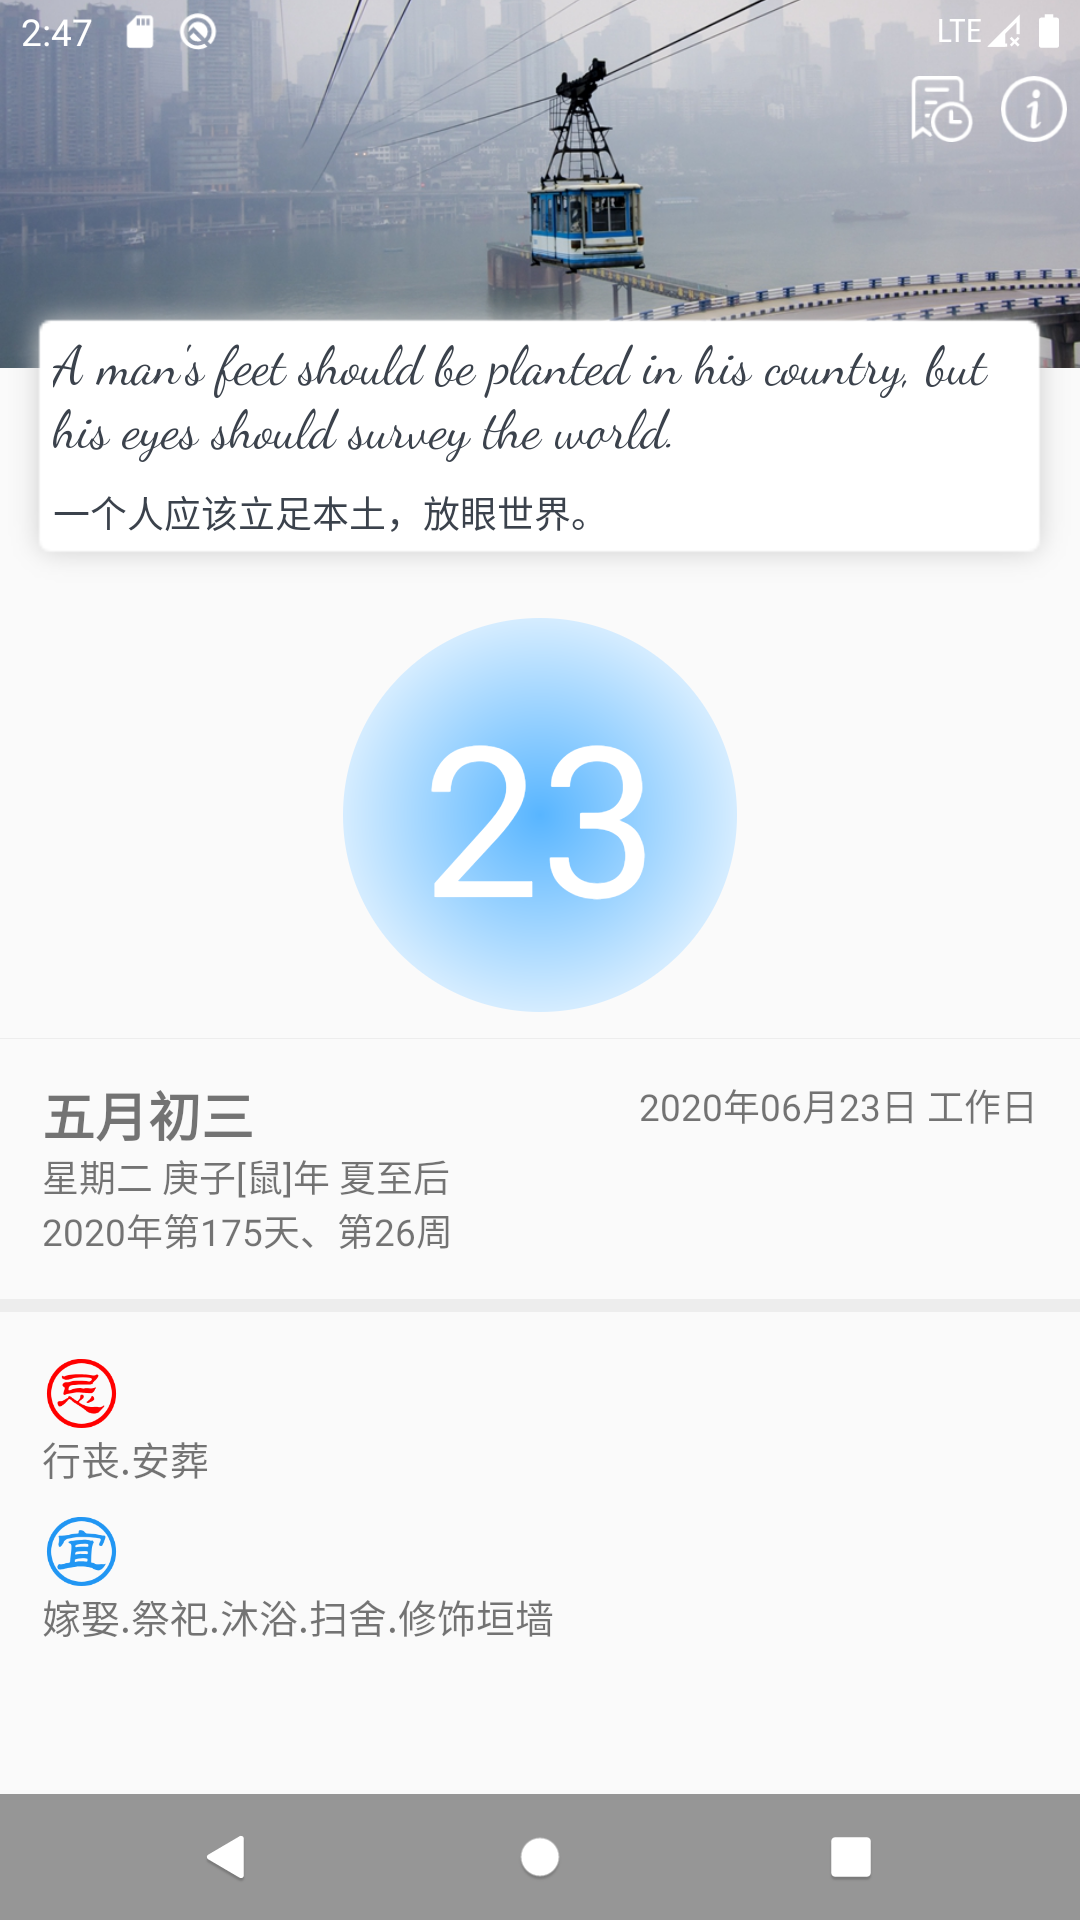 2:47
LTE
A man's feet should be planted in his country, but
his eyes should survey the world.
一个人应该立足本土，放眼世界。
23
五月初三
2020年06月23日 工作日
星期二 庚子[鼠]年 夏至后
2020年第175天、第26周
忌
行丧.安葬
宜
嫁娶.祭祀.沐浴.扫舍.修饰垣墙